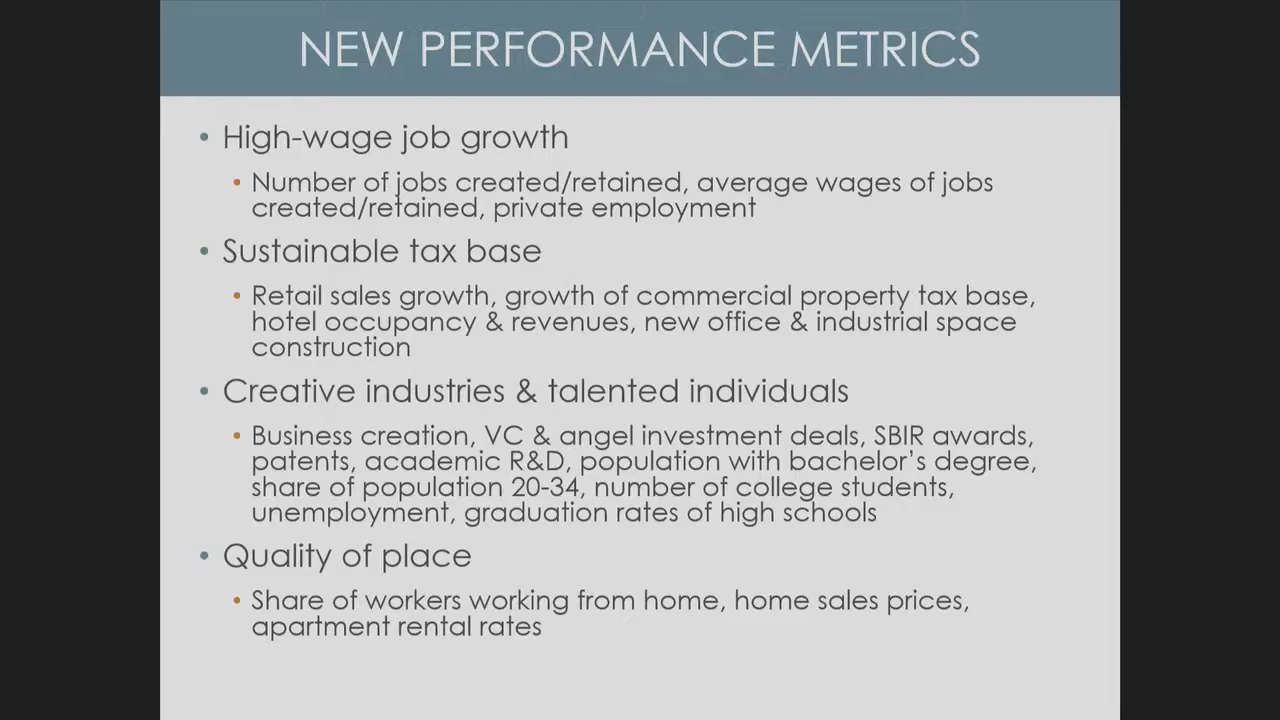 NEW PERFORMANCE METRICS
• High-wage job growth
• Number of jobs created/retained, average wages of jobs
created/retained, private employment
• Sustainable tax base
• Retail sales growth, growth of commercial property tax base,
hotel occupancy & revenues, new office & industrial space
construction
• Creative industries & talented individuals
• Business creation, VC & angel investment deals, SBIR awards,
patents, academic R&D, population with bachelor’s degree,
share of population 20-34, number of college students,
unemployment, graduation rates of high schools
• Quality of place
• Share of workers working from home, home sales prices,
apartment rental rates